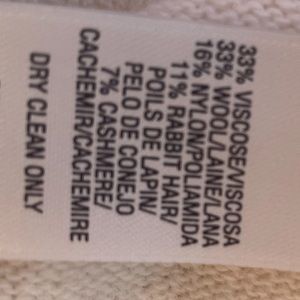 33% VISCOSE/VISCOSA
33% WOOL/LAINE/LANA
16% NYLON/POLIAMIDA
11% RABBIT HAIR/
POILS DE LAPIN/
PELO DE CONEJO
7% CASHMERE/
CACHEMIR/CACHEMIRE
DRY CLEAN ONLY